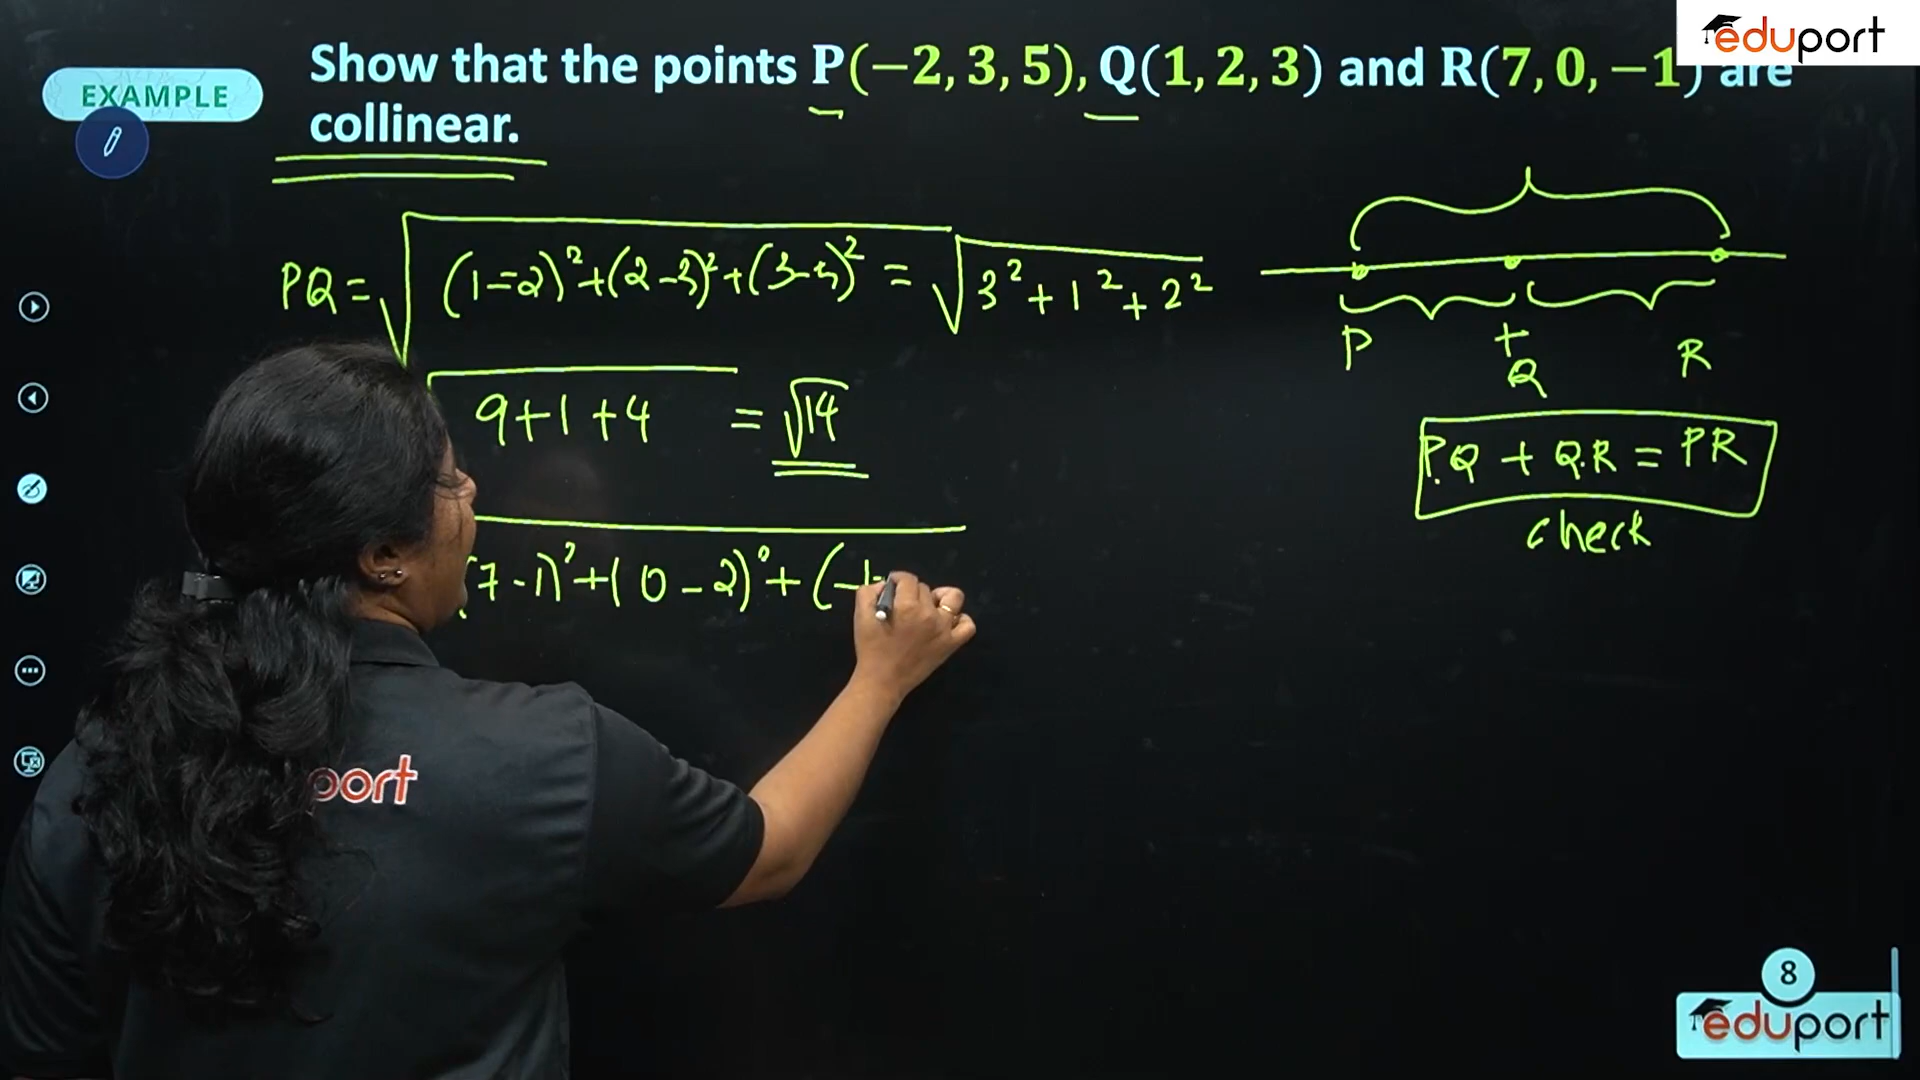 eduport
EXAMPLE
Show that the points P(−2, 3, 5), Q(1, 2, 3) and R(7, 0, −1) are
collinear.
PQ = √(1−−2)²+(2−3)²+(3−5)² = √3²+1²+2²
9+1+4 = √14
(7−1)²+(0−2)²+(−1−
P Q R
+
PQ + QR = PR
check
port
8
eduport